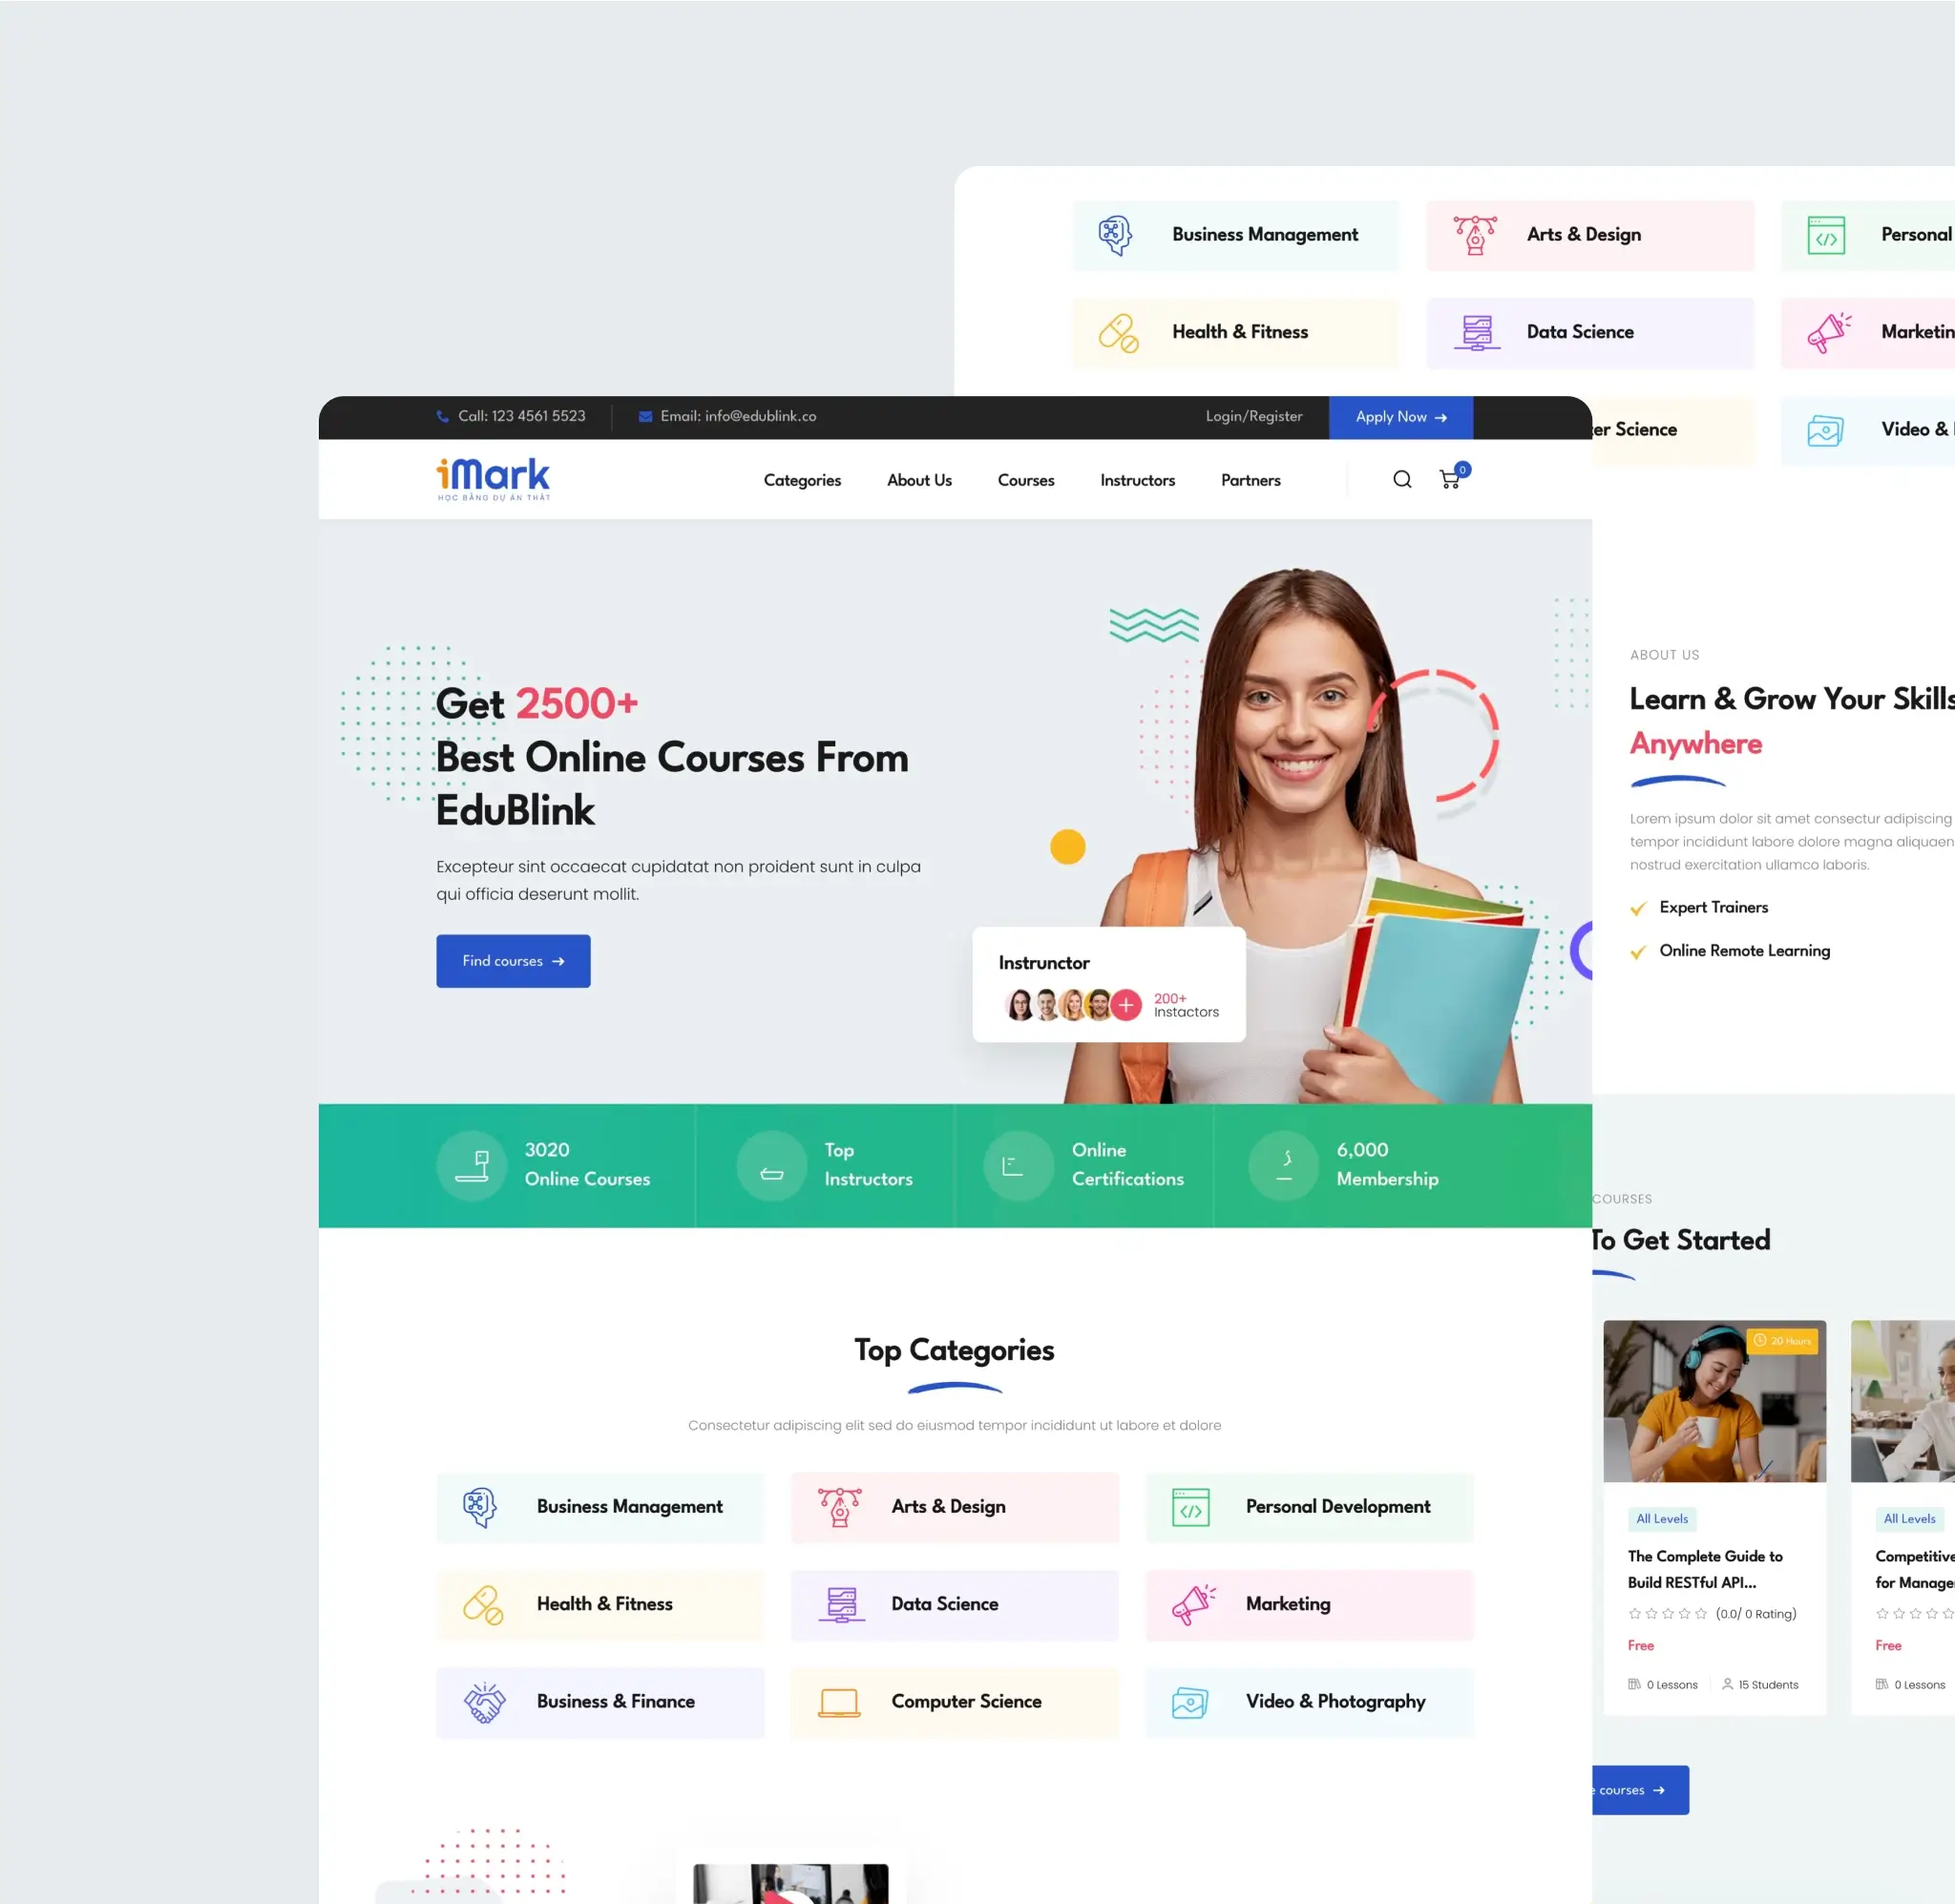 Business Management
Arts & Design
Personal
Health & Fitness
Data Science
Marketin
er Science
Video &
Call: 123 4561 5523
Email: info@edublink.co
Login/Register
Apply Now
iMark
HỌC BẰNG DỰ ÁN THẬT
Categories
About Us
Courses
Instructors
Partners
0
Get 2500+
Best Online Courses From
EduBlink
Excepteur sint occaecat cupidatat non proident sunt in culpa
qui officia deserunt mollit.
Find courses
Instrunctor
200+
Instactors
ABOUT US
Learn & Grow Your Skills
Anywhere
Lorem ipsum dolor sit amet consectur adipiscing
tempor incididunt labore dolore magna aliquaen
nostrud exercitation ullamco laboris.
Expert Trainers
Online Remote Learning
3020
Online Courses
Top
Instructors
Online
Certifications
6,000
Membership
COURSES
To Get Started
Top Categories
Consectetur adipiscing elit sed do eiusmod tempor incididunt ut labore et dolore
Business Management
Arts & Design
Personal Development
Health & Fitness
Data Science
Marketing
Business & Finance
Computer Science
Video & Photography
20 Hours
All Levels
The Complete Guide to
Build RESTful API...
(0.0/ 0 Rating)
Free
0 Lessons
15 Students
All Levels
Competitive
for Manage
Free
0 Lessons
courses